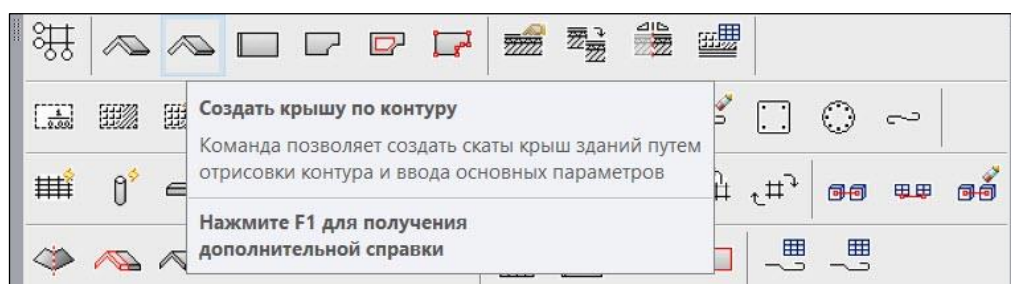 Создать крышу по контуру
Команда позволяет создать скаты крыш зданий путем
отрисовки контура и ввода основных параметров
Нажмите F1 для получения
дополнительной справки